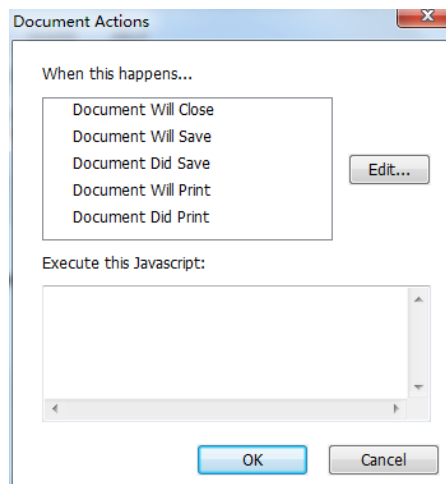 Document Actions
When this happens...
Document Will Close
Document Will Save
Document Did Save
Document Will Print
Document Did Print
Edit...
Execute this Javascript:
OK
Cancel